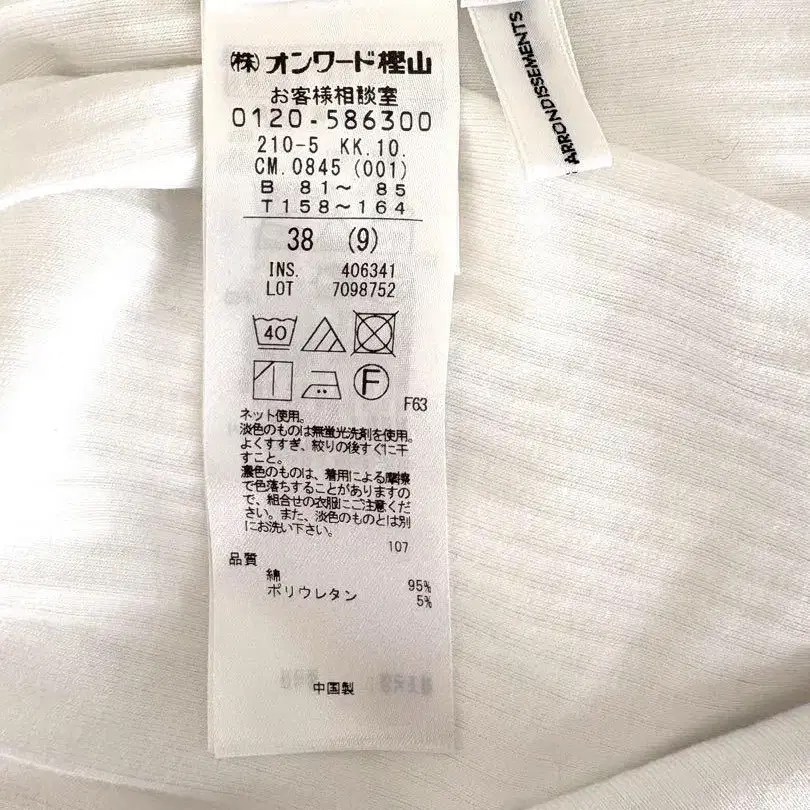 (株)オンワード樫山
お客様相談室
0120-586300
210-5 KK.10.
CM.0845 (001)
B 81～ 85
T158～164
38 (9)
INS. 406341
LOT 7098752
40
F
F63
ネット使用。
淡色のものは無蛍光洗剤を使用。
よくすすぎ、絞りの後すぐに干
すこと。
濃色のものは、着用による摩擦
で色落ちすることがありますの
で、組合せの衣服にご注意くだ
さい。また、淡色のものとは別
にお洗い下さい。
107
品質
綿 95%
ポリウレタン 5%
中国製
ARRONDISSEMENTS